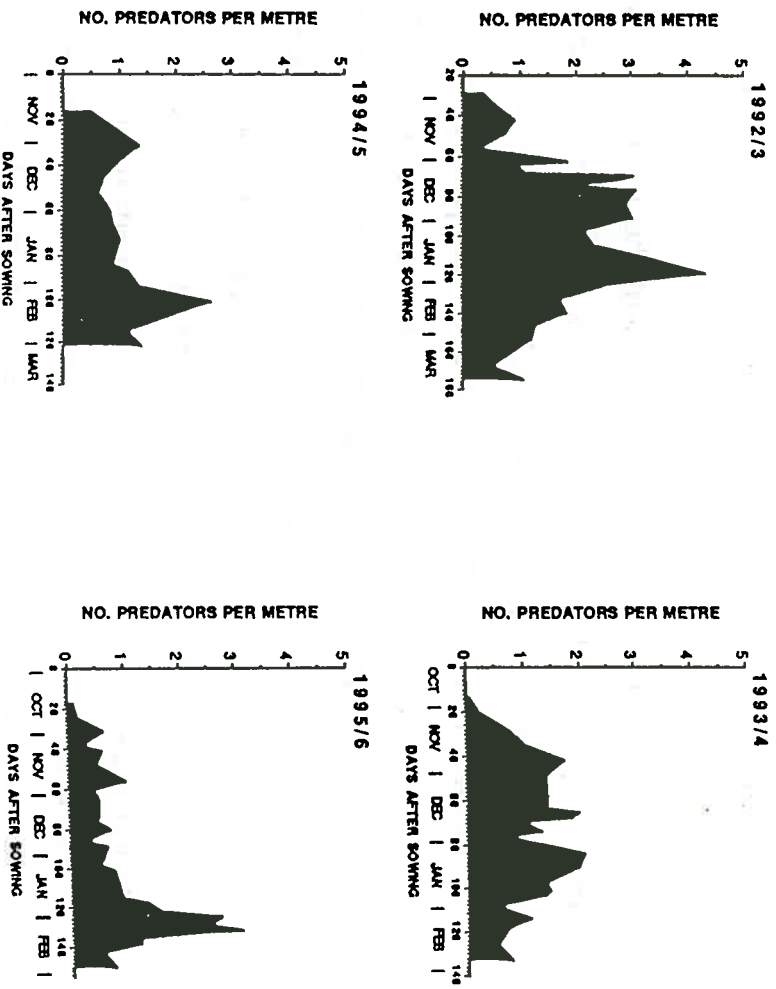 1992/3
NO. PREDATORS PER METRE
5
4
3
2
1
0
20 40 60 80 100 120 140 160 180
| NOV | DEC | JAN | FEB | MAR
DAYS AFTER SOWING
1993/4
NO. PREDATORS PER METRE
5
4
3
2
1
0
0 20 40 60 80 100 120 140
OCT | NOV | DEC | JAN | FEB |
DAYS AFTER SOWING
1994/5
NO. PREDATORS PER METRE
5
4
3
2
1
0
0 20 40 60 80 100 120 140
| NOV | DEC | JAN | FEB | MAR
DAYS AFTER SOWING
1995/6
NO. PREDATORS PER METRE
5
4
3
2
1
0
0 20 40 60 80 100 120 140
| OCT | NOV | DEC | JAN | FEB |
DAYS AFTER SOWING